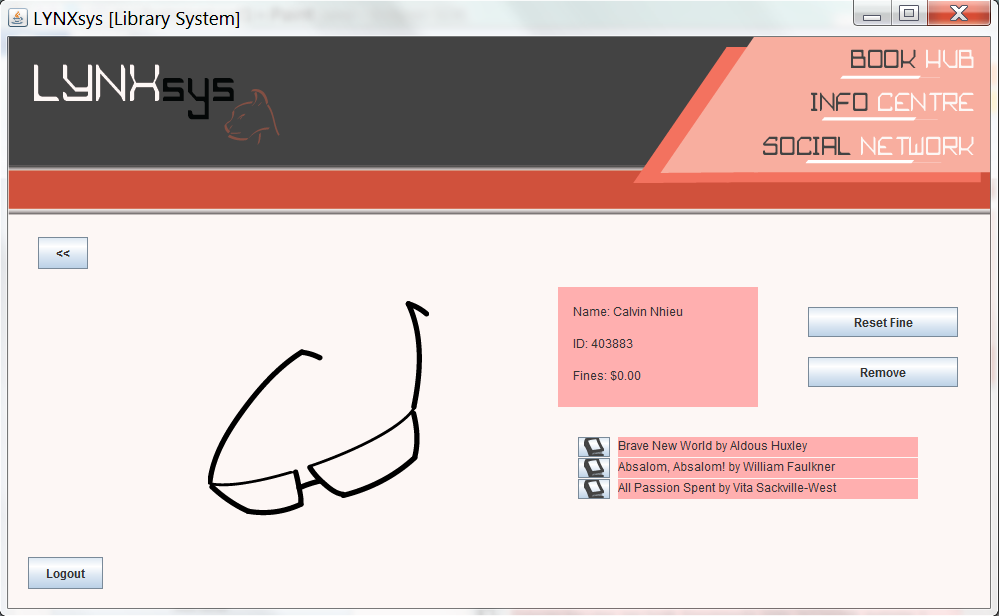 LYNXsys [Library System]
LYNXsys
BOOK HUB
INFO CENTRE
SOCIAL NETWORK
<<
Name: Calvin Nhieu
ID: 403883
Fines: $0.00
Reset Fine
Remove
Brave New World by Aldous Huxley
Absalom, Absalom! by William Faulkner
All Passion Spent by Vita Sackville-West
Logout